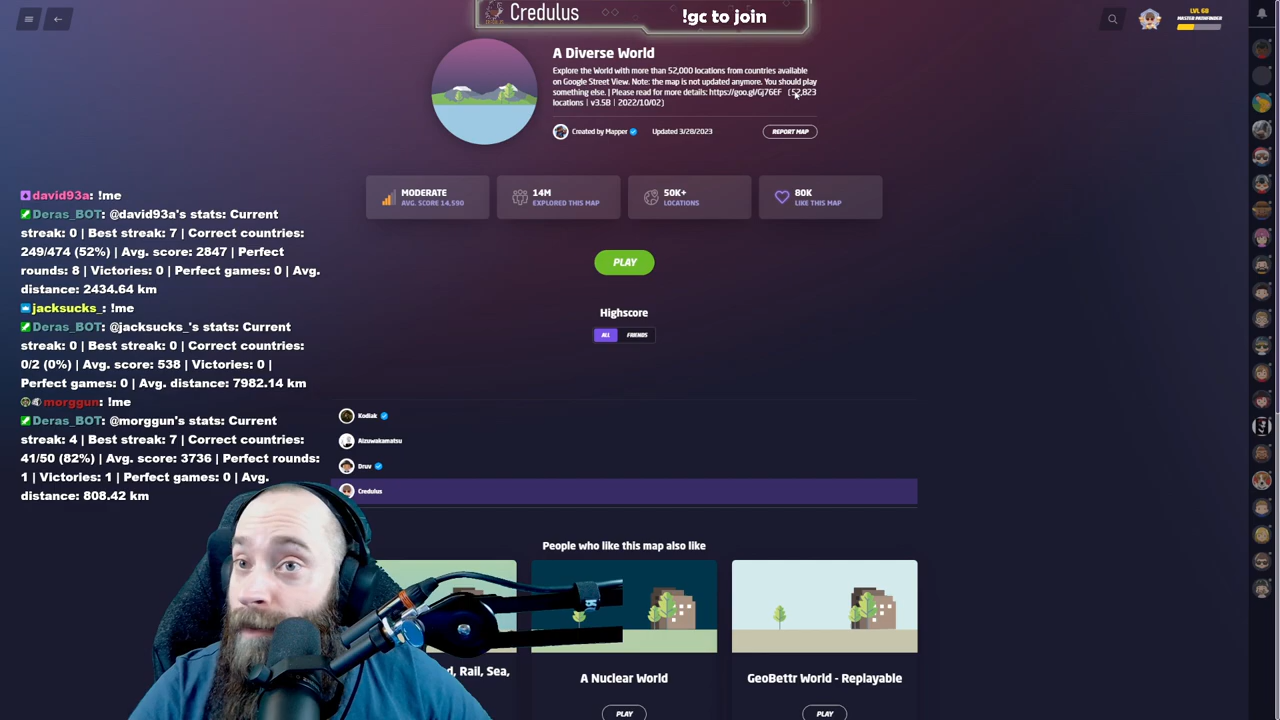 Credulus
!gc to join
LVL 68
MASTER PATHFINDER
A Diverse World
Explore the World with more than 52,000 locations from countries available
on Google Street View. Note: the map is not updated anymore. You should play
something else. | Please read for more details: https://goo.gl/Gj76EF (52,823
locations | v3.5B | 2022/10/02)
Created by Mapper
Updated 3/28/2023
REPORT MAP
MODERATE
AVG. SCORE 14,590
14M
EXPLORED THIS MAP
50K+
LOCATIONS
80K
LIKE THIS MAP
PLAY
Highscore
ALL
FRIENDS
david93a: !me
Deras_BOT: @david93a's stats: Current
streak: 0 | Best streak: 7 | Correct countries:
249/474 (52%) | Avg. score: 2847 | Perfect
rounds: 8 | Victories: 0 | Perfect games: 0 | Avg.
distance: 2434.64 km
jacksucks_: !me
Deras_BOT: @jacksucks_'s stats: Current
streak: 0 | Best streak: 0 | Correct countries:
0/2 (0%) | Avg. score: 538 | Victories: 0 |
Perfect games: 0 | Avg. distance: 7982.14 km
morggun: !me
Deras_BOT: @morggun's stats: Current
streak: 4 | Best streak: 7 | Correct countries:
41/50 (82%) | Avg. score: 3736 | Perfect rounds:
1 | Victories: 1 | Perfect games: 0 | Avg.
distance: 808.42 km
Kodiak
Aizuwakamatsu
Druv
Credulus
People who like this map also like
d, Rail, Sea,
A Nuclear World
GeoBettr World - Replayable
PLAY
PLAY